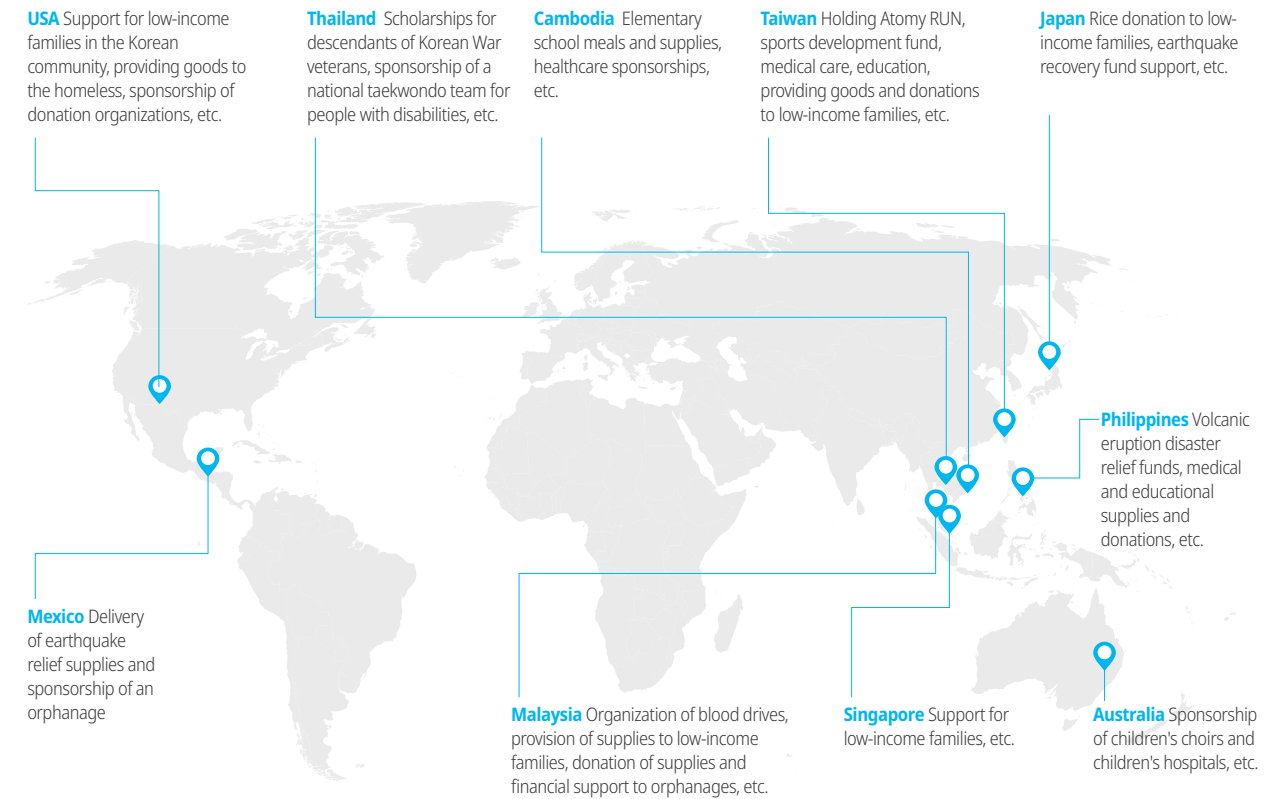 USA Support for low-income
families in the Korean
community, providing goods to
the homeless, sponsorship of
donation organizations, etc.
Thailand Scholarships for
descendants of Korean War
veterans, sponsorship of a
national taekwondo team for
people with disabilities, etc.
Cambodia Elementary
school meals and supplies,
healthcare sponsorships,
etc.
Taiwan Holding Atomy RUN,
sports development fund,
medical care, education,
providing goods and donations
to low-income families, etc.
Japan Rice donation to low-
income families, earthquake
recovery fund support, etc.
Philippines Volcanic
eruption disaster
relief funds, medical
and educational
supplies and
donations, etc.
Mexico Delivery
of earthquake
relief supplies and
sponsorship of an
orphanage
Malaysia Organization of blood drives,
provision of supplies to low-income
families, donation of supplies and
financial support to orphanages, etc.
Singapore Support for
low-income families, etc.
Australia Sponsorship
of children's choirs and
children's hospitals, etc.